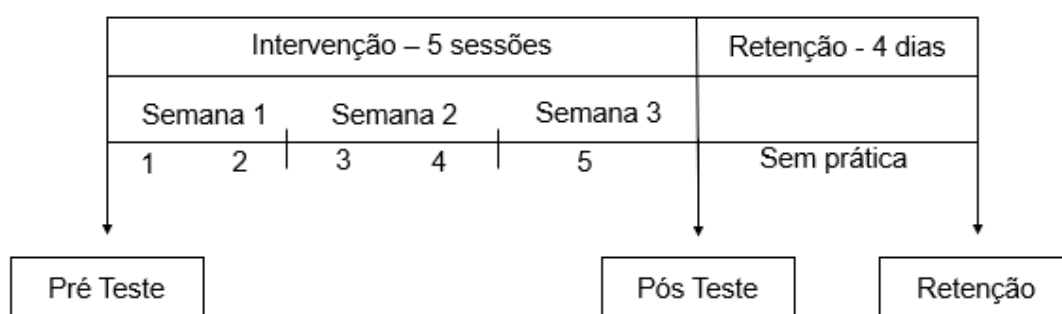 Intervenção – 5 sessões Retenção - 4 dias
Semana 1 Semana 2 Semana 3
1 2 3 4 5 Sem prática
Pré Teste Pós Teste Retenção